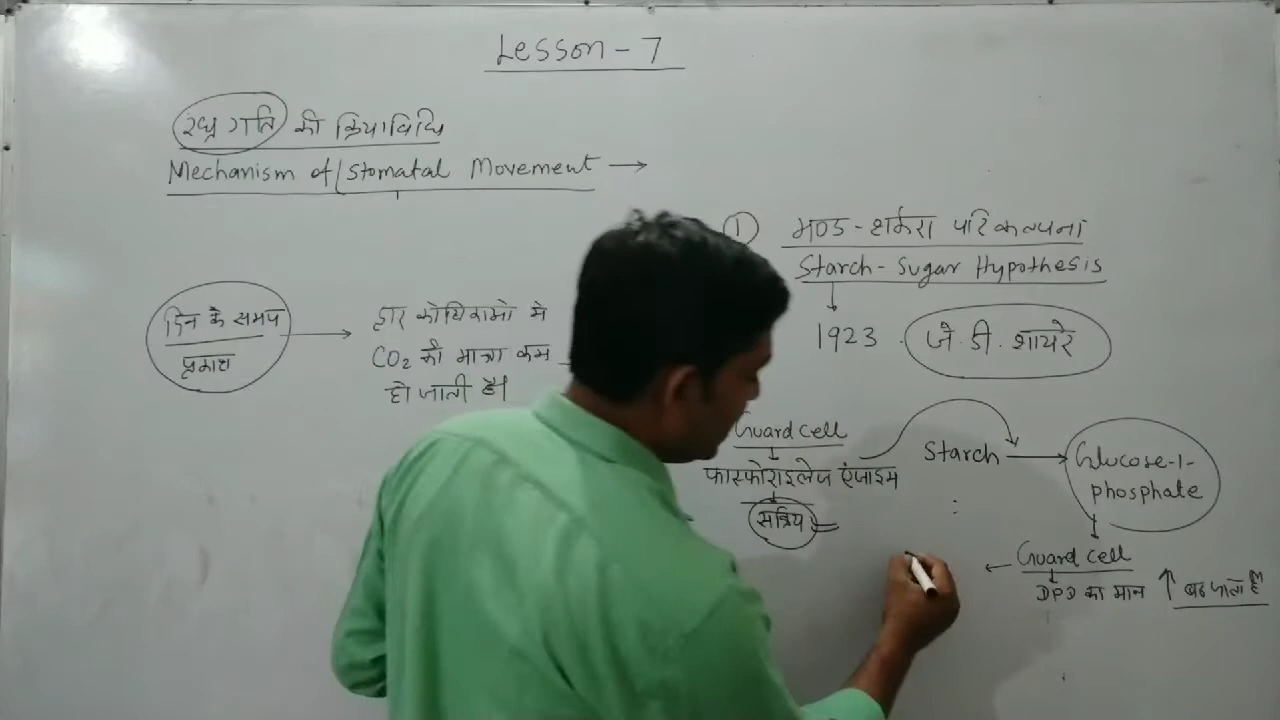 Lesson - 7
रन्ध्र गति की क्रियाविधि
Mechanism of Stomatal Movement →
① मण्ड - शर्करा परिकल्पना
Starch - Sugar Hypothesis
1923 . जे. डी. शायरे
दिन के समय
प्रकाश
→
द्वार कोशिकाओं मे
CO₂ की मात्रा कम
हो जाती है।
Guard cell
फास्फोराइलेज एंजाइम
सक्रिय
Starch → Glucose-1-
phosphate
← Guard cell
DPD का मान ↑ बढ़ जाता है